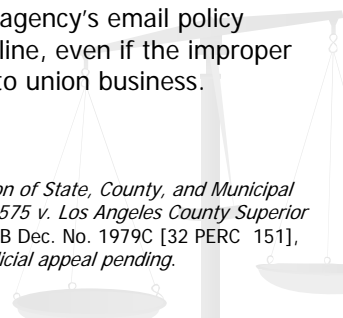 agency's email policy
line, even if the improper
to union business.
on of State, County, and Municipal
575 v. Los Angeles County Superior
B Dec. No. 1979C [32 PERC 151],
dicial appeal pending.